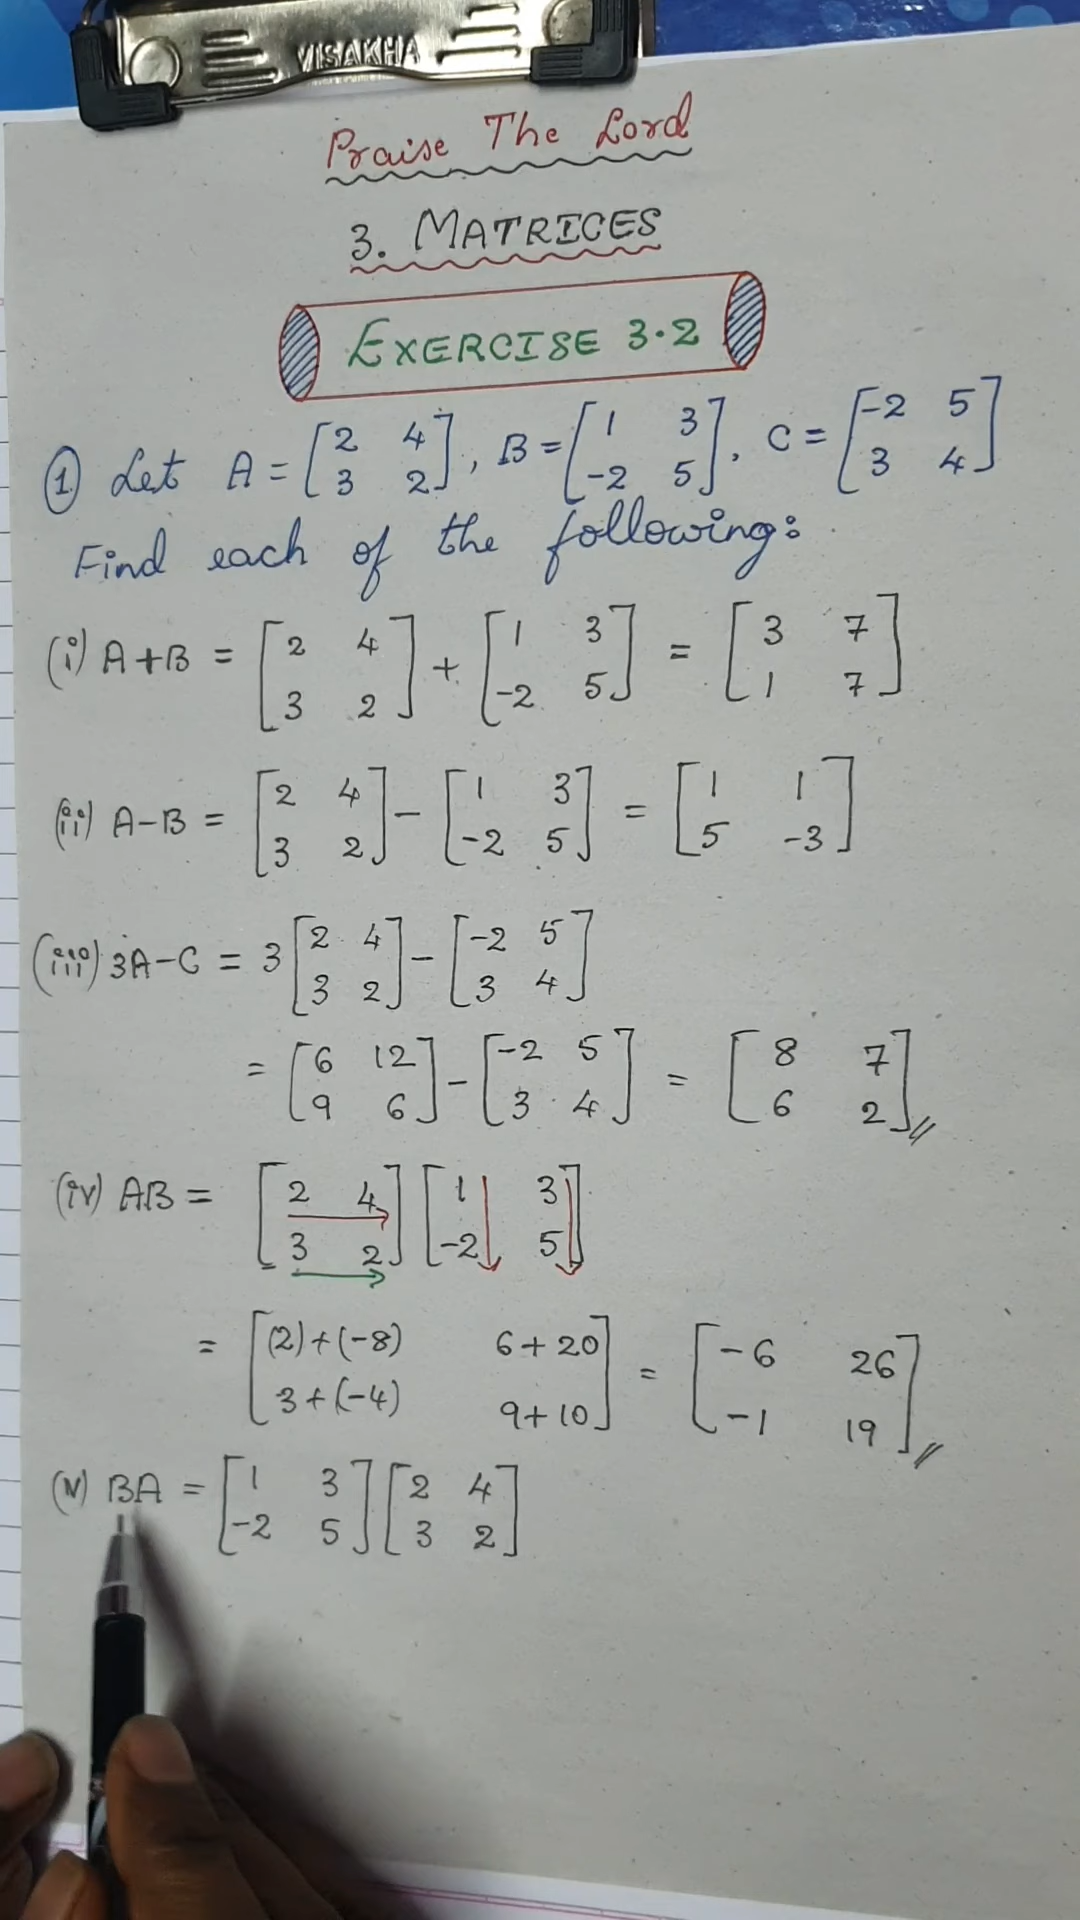 VISAKHA
Praise The Lord
3. MATRICES
EXERCISE 3.2
① Let A = [2 4; 3 2], B = [1 3; -2 5], C = [-2 5; 3 4]
Find each of the following:
(i) A+B = [2 4; 3 2] + [1 3; -2 5] = [3 7; 1 7]
(ii) A-B = [2 4; 3 2] - [1 3; -2 5] = [1 1; 5 -3]
(iii) 3A-C = 3[2 4; 3 2] - [-2 5; 3 4]
= [6 12; 9 6] - [-2 5; 3 4] = [8 7; 6 2]
(iv) AB = [2 4; 3 2] [1 3; -2 5]
= [(2)+(-8) 6+20; 3+(-4) 9+10] = [-6 26; -1 19]
(v) BA = [1 3; -2 5] [2 4; 3 2]